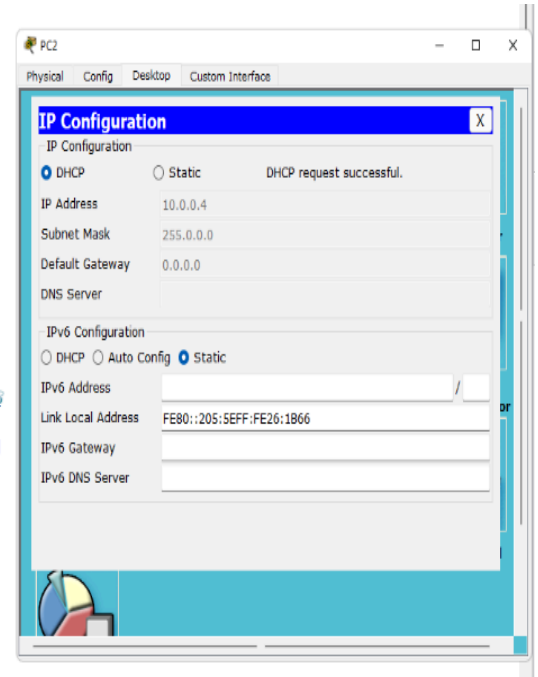 PC2
Physical Config Desktop Custom Interface
IP Configuration X
IP Configuration
DHCP Static DHCP request successful.
IP Address 10.0.0.4
Subnet Mask 255.0.0.0
Default Gateway 0.0.0.0
DNS Server
IPv6 Configuration
DHCP Auto Config Static
IPv6 Address /
Link Local Address FE80::205:5EFF:FE26:1B66
IPv6 Gateway
IPv6 DNS Server
or